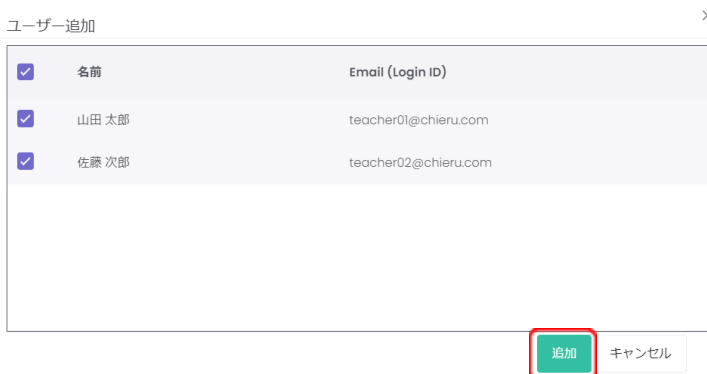 ユーザー追加
名前 Email (Login ID)
山田 太郎 teacher01@chieru.com
佐藤 次郎 teacher02@chieru.com
追加 キャンセル